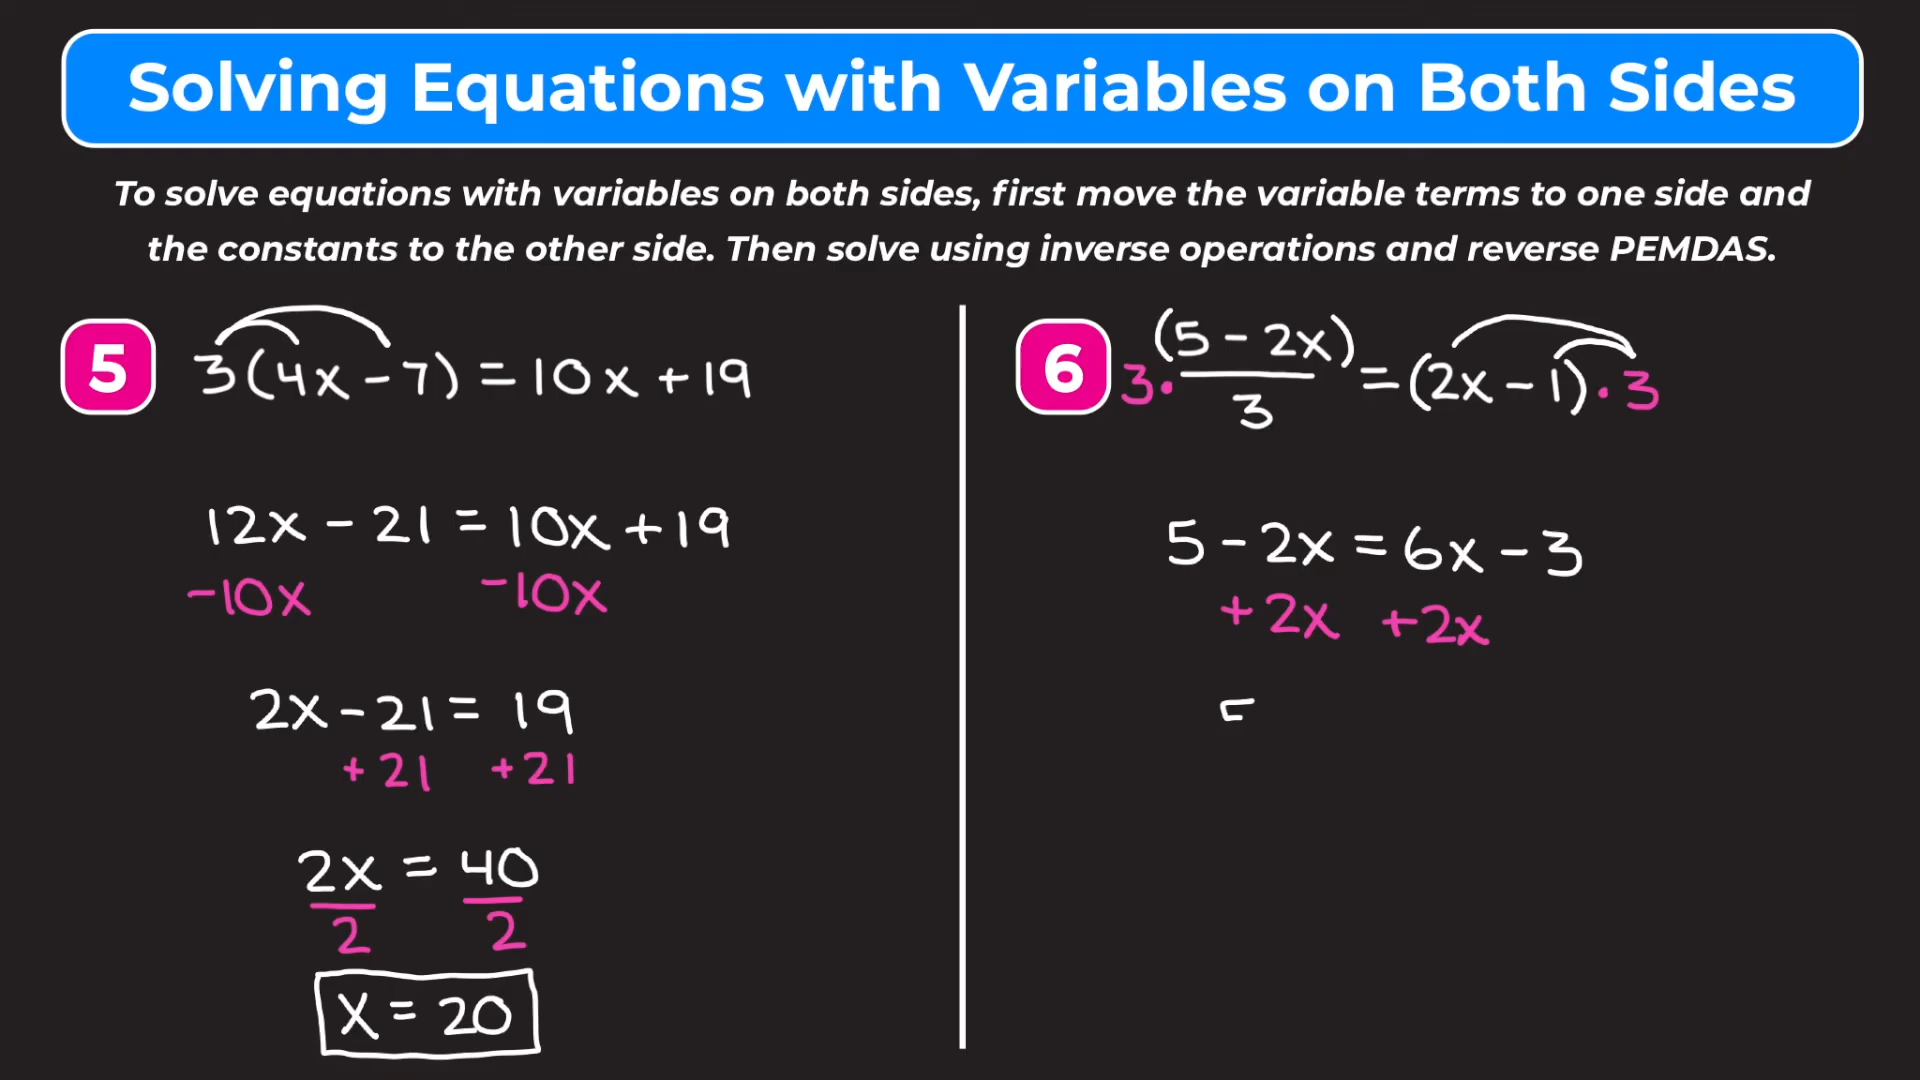 Solving Equations with Variables on Both Sides
To solve equations with variables on both sides, first move the variable terms to one side and
the constants to the other side. Then solve using inverse operations and reverse PEMDAS.
5
3(4x - 7) = 10x + 19
12x - 21 = 10x + 19
-10x -10x
2x - 21 = 19
+21 +21
2x = 40
2 2
x = 20
6
(5 - 2x)
3· = (2x - 1) · 3
3
5 - 2x = 6x - 3
+2x +2x